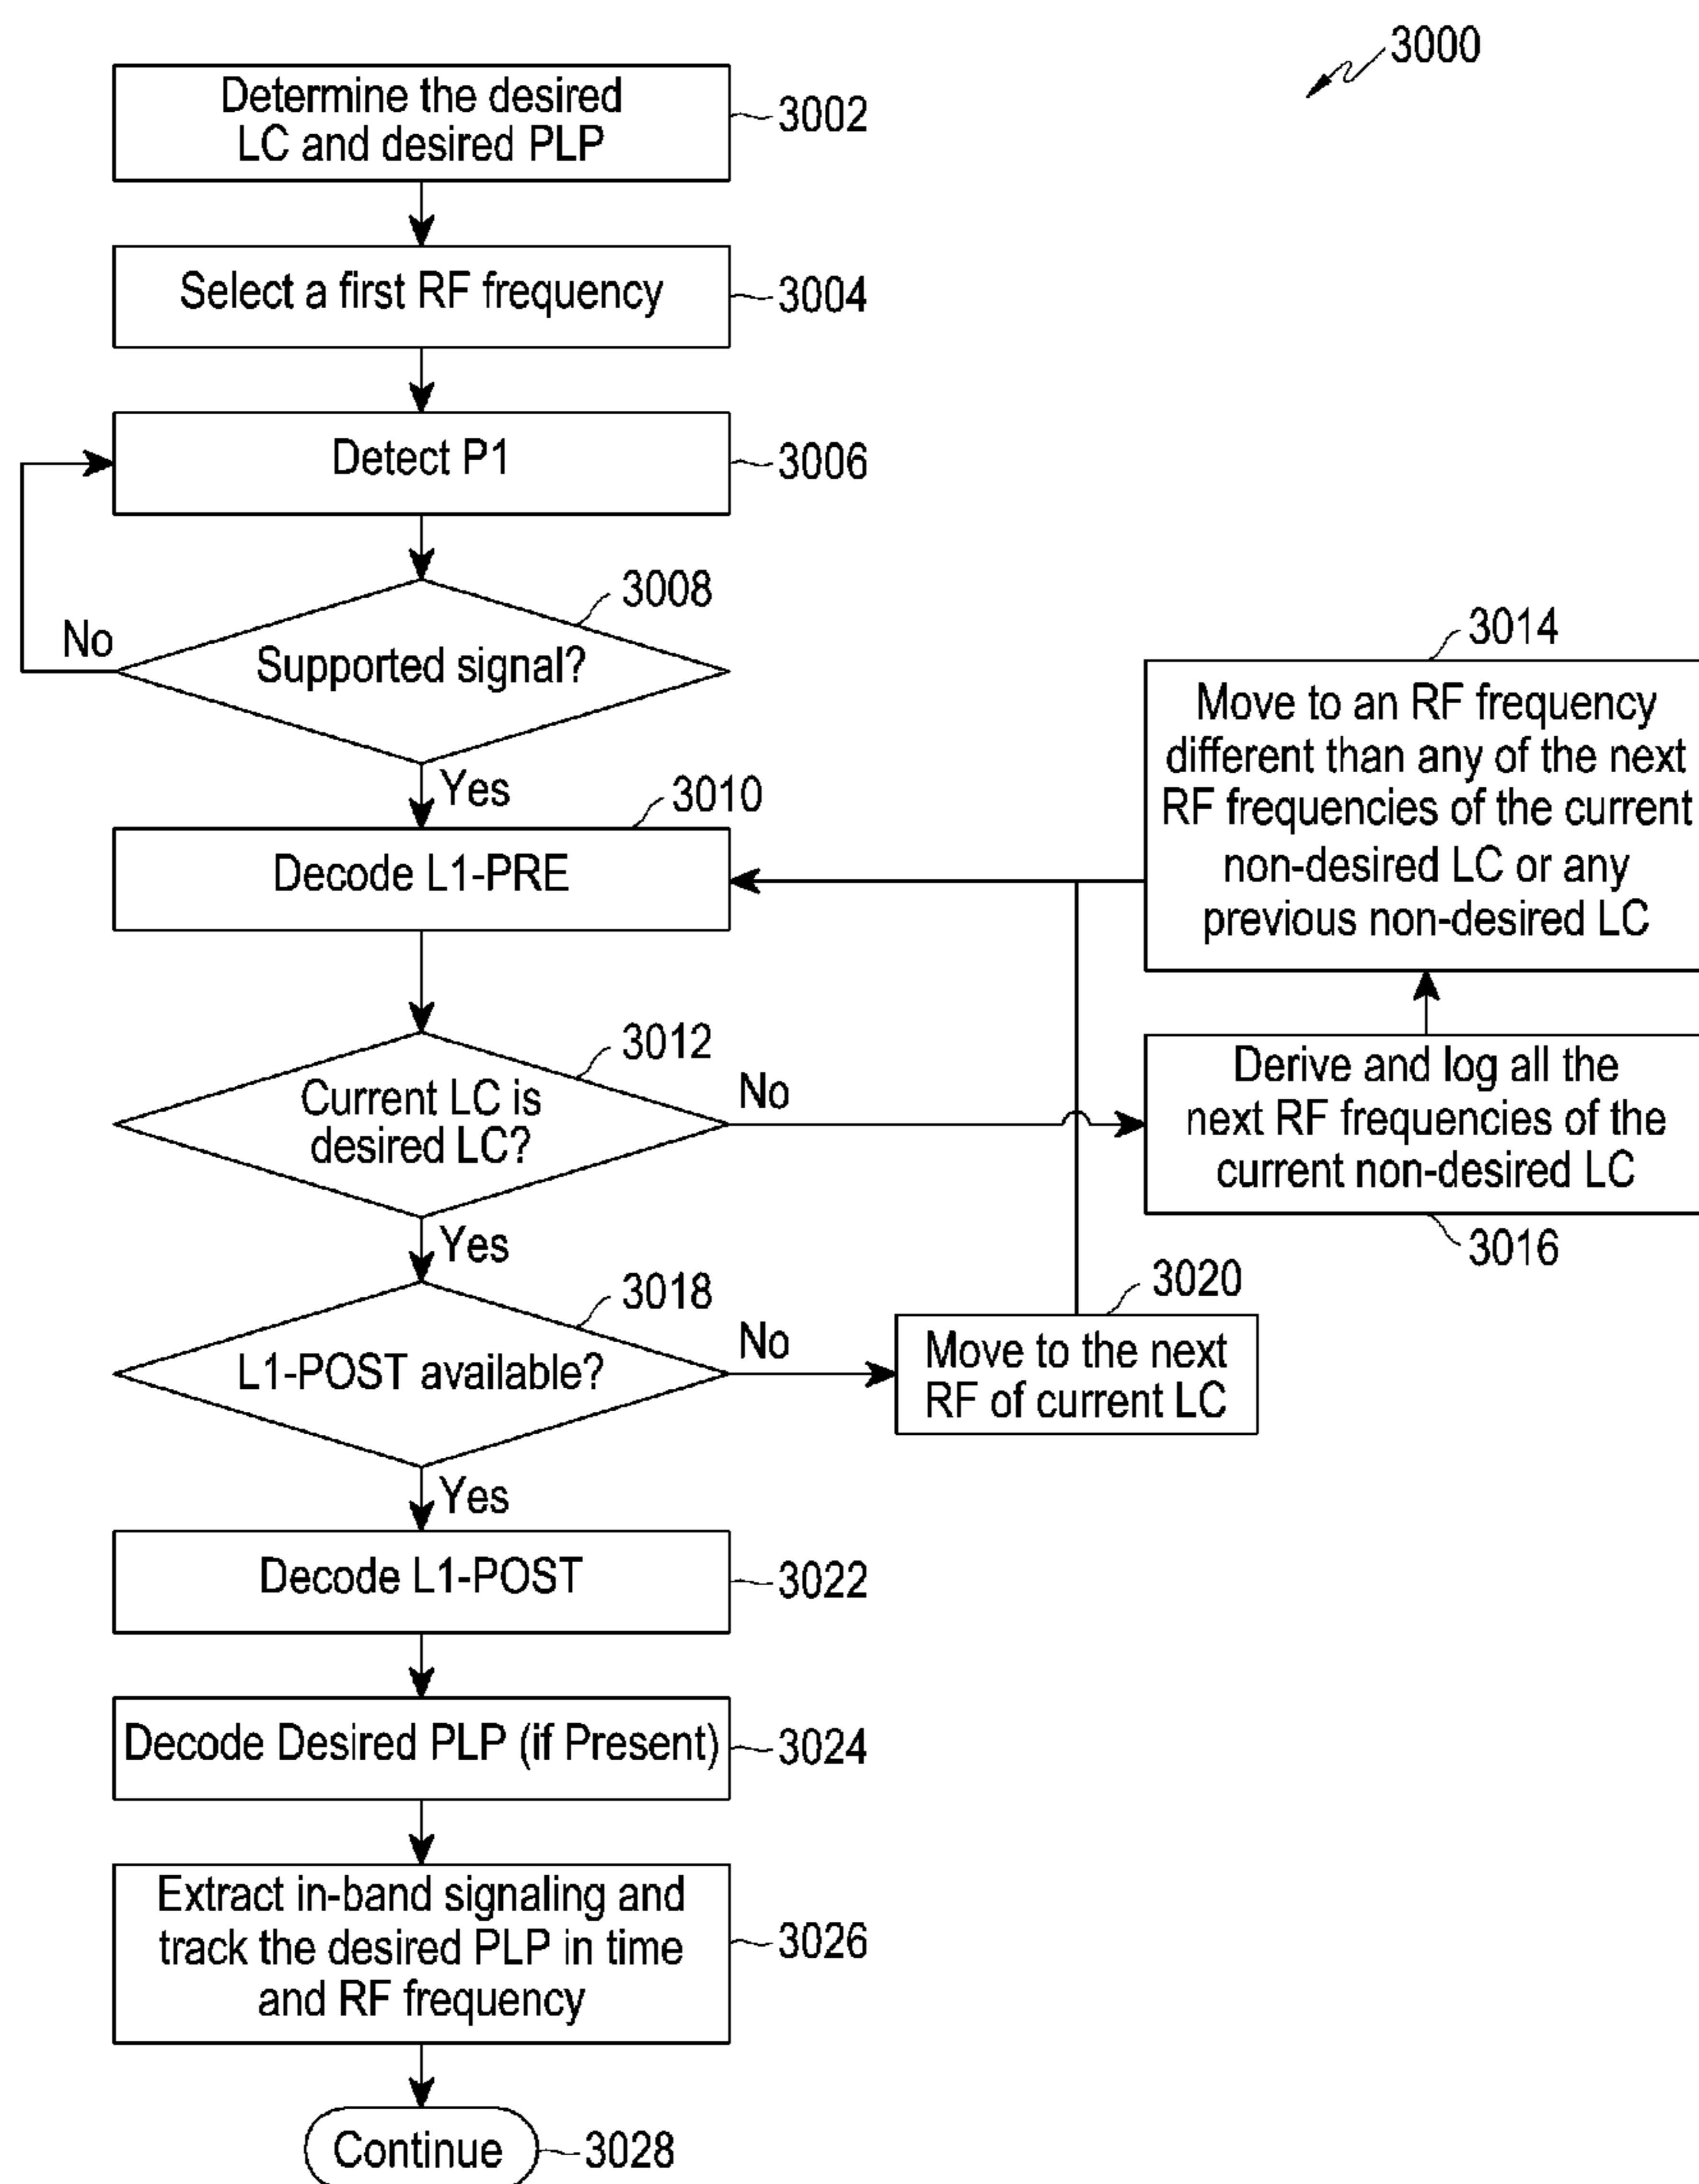 3000
Determine the desired
LC and desired PLP
3002
Select a first RF frequency
3004
Detect P1
3006
3008
No
Supported signal?
Yes
3010
Decode L1-PRE
3014
Move to an RF frequency
different than any of the next
RF frequencies of the current
non-desired LC or any
previous non-desired LC
3012
Current LC is
desired LC?
No
Yes
Derive and log all the
next RF frequencies of the
current non-desired LC
3016
3018
L1-POST available?
No
Yes
3020
Move to the next
RF of current LC
Decode L1-POST
3022
Decode Desired PLP (if Present)
3024
Extract in-band signaling and
track the desired PLP in time
and RF frequency
3026
Continue
3028